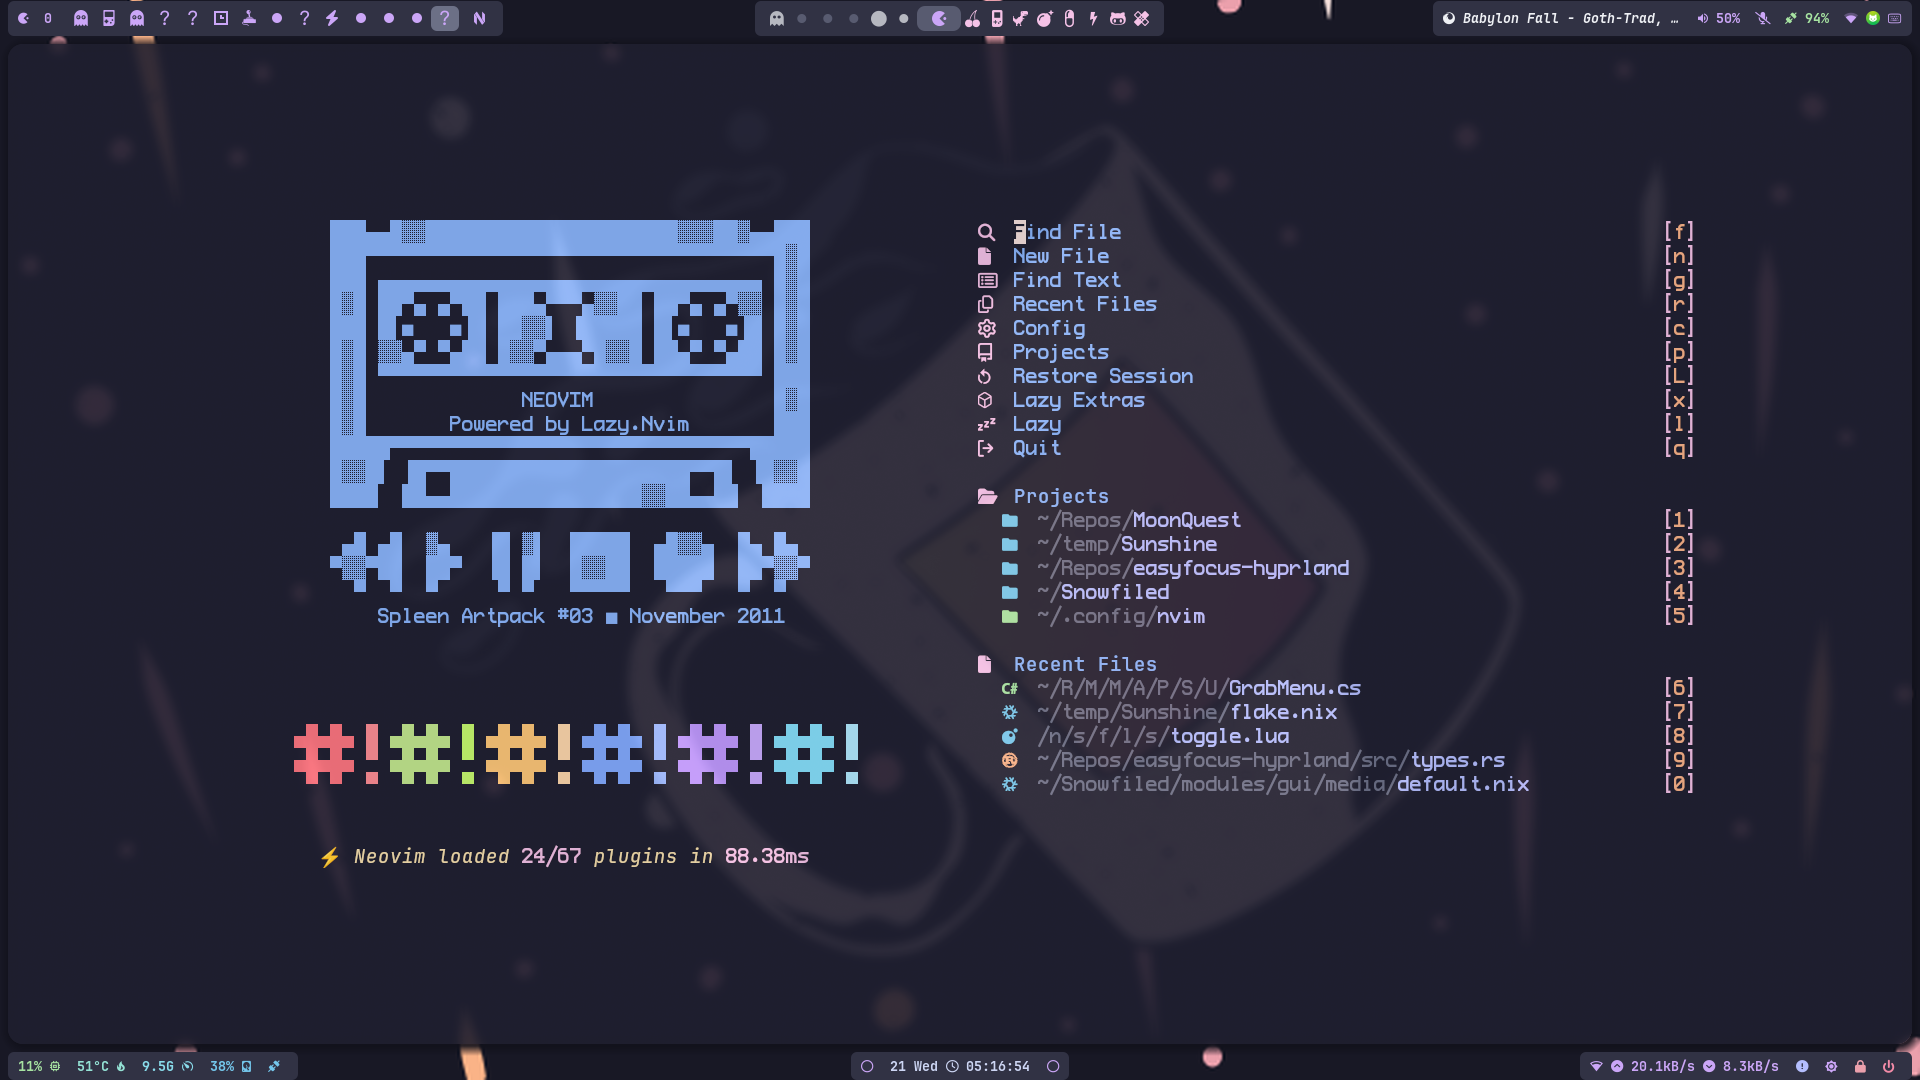 0
Babylon Fall - Goth-Trad, …
50%
94%
NEOVIM
Powered by Lazy.Nvim
Spleen Artpack #03 ■ November 2011
#!#!#!#!#!#!
⚡ Neovim loaded 24/67 plugins in 88.38ms
Find File [f]
New File [n]
Find Text [g]
Recent Files [r]
Config [c]
Projects [p]
Restore Session [L]
Lazy Extras [x]
Lazy [l]
Quit [q]
Projects
~/Repos/MoonQuest [1]
~/temp/Sunshine [2]
~/Repos/easyfocus-hyprland [3]
~/Snowfiled [4]
~/.config/nvim [5]
Recent Files
C# ~/R/M/M/A/P/S/U/GrabMenu.cs [6]
~/temp/Sunshine/flake.nix [7]
/n/s/f/l/s/toggle.lua [8]
~/Repos/easyfocus-hyprland/src/types.rs [9]
~/Snowfiled/modules/gui/media/default.nix [0]
11%
51°C
9.5G
38%
21 Wed 05:16:54
20.1kB/s
8.3kB/s